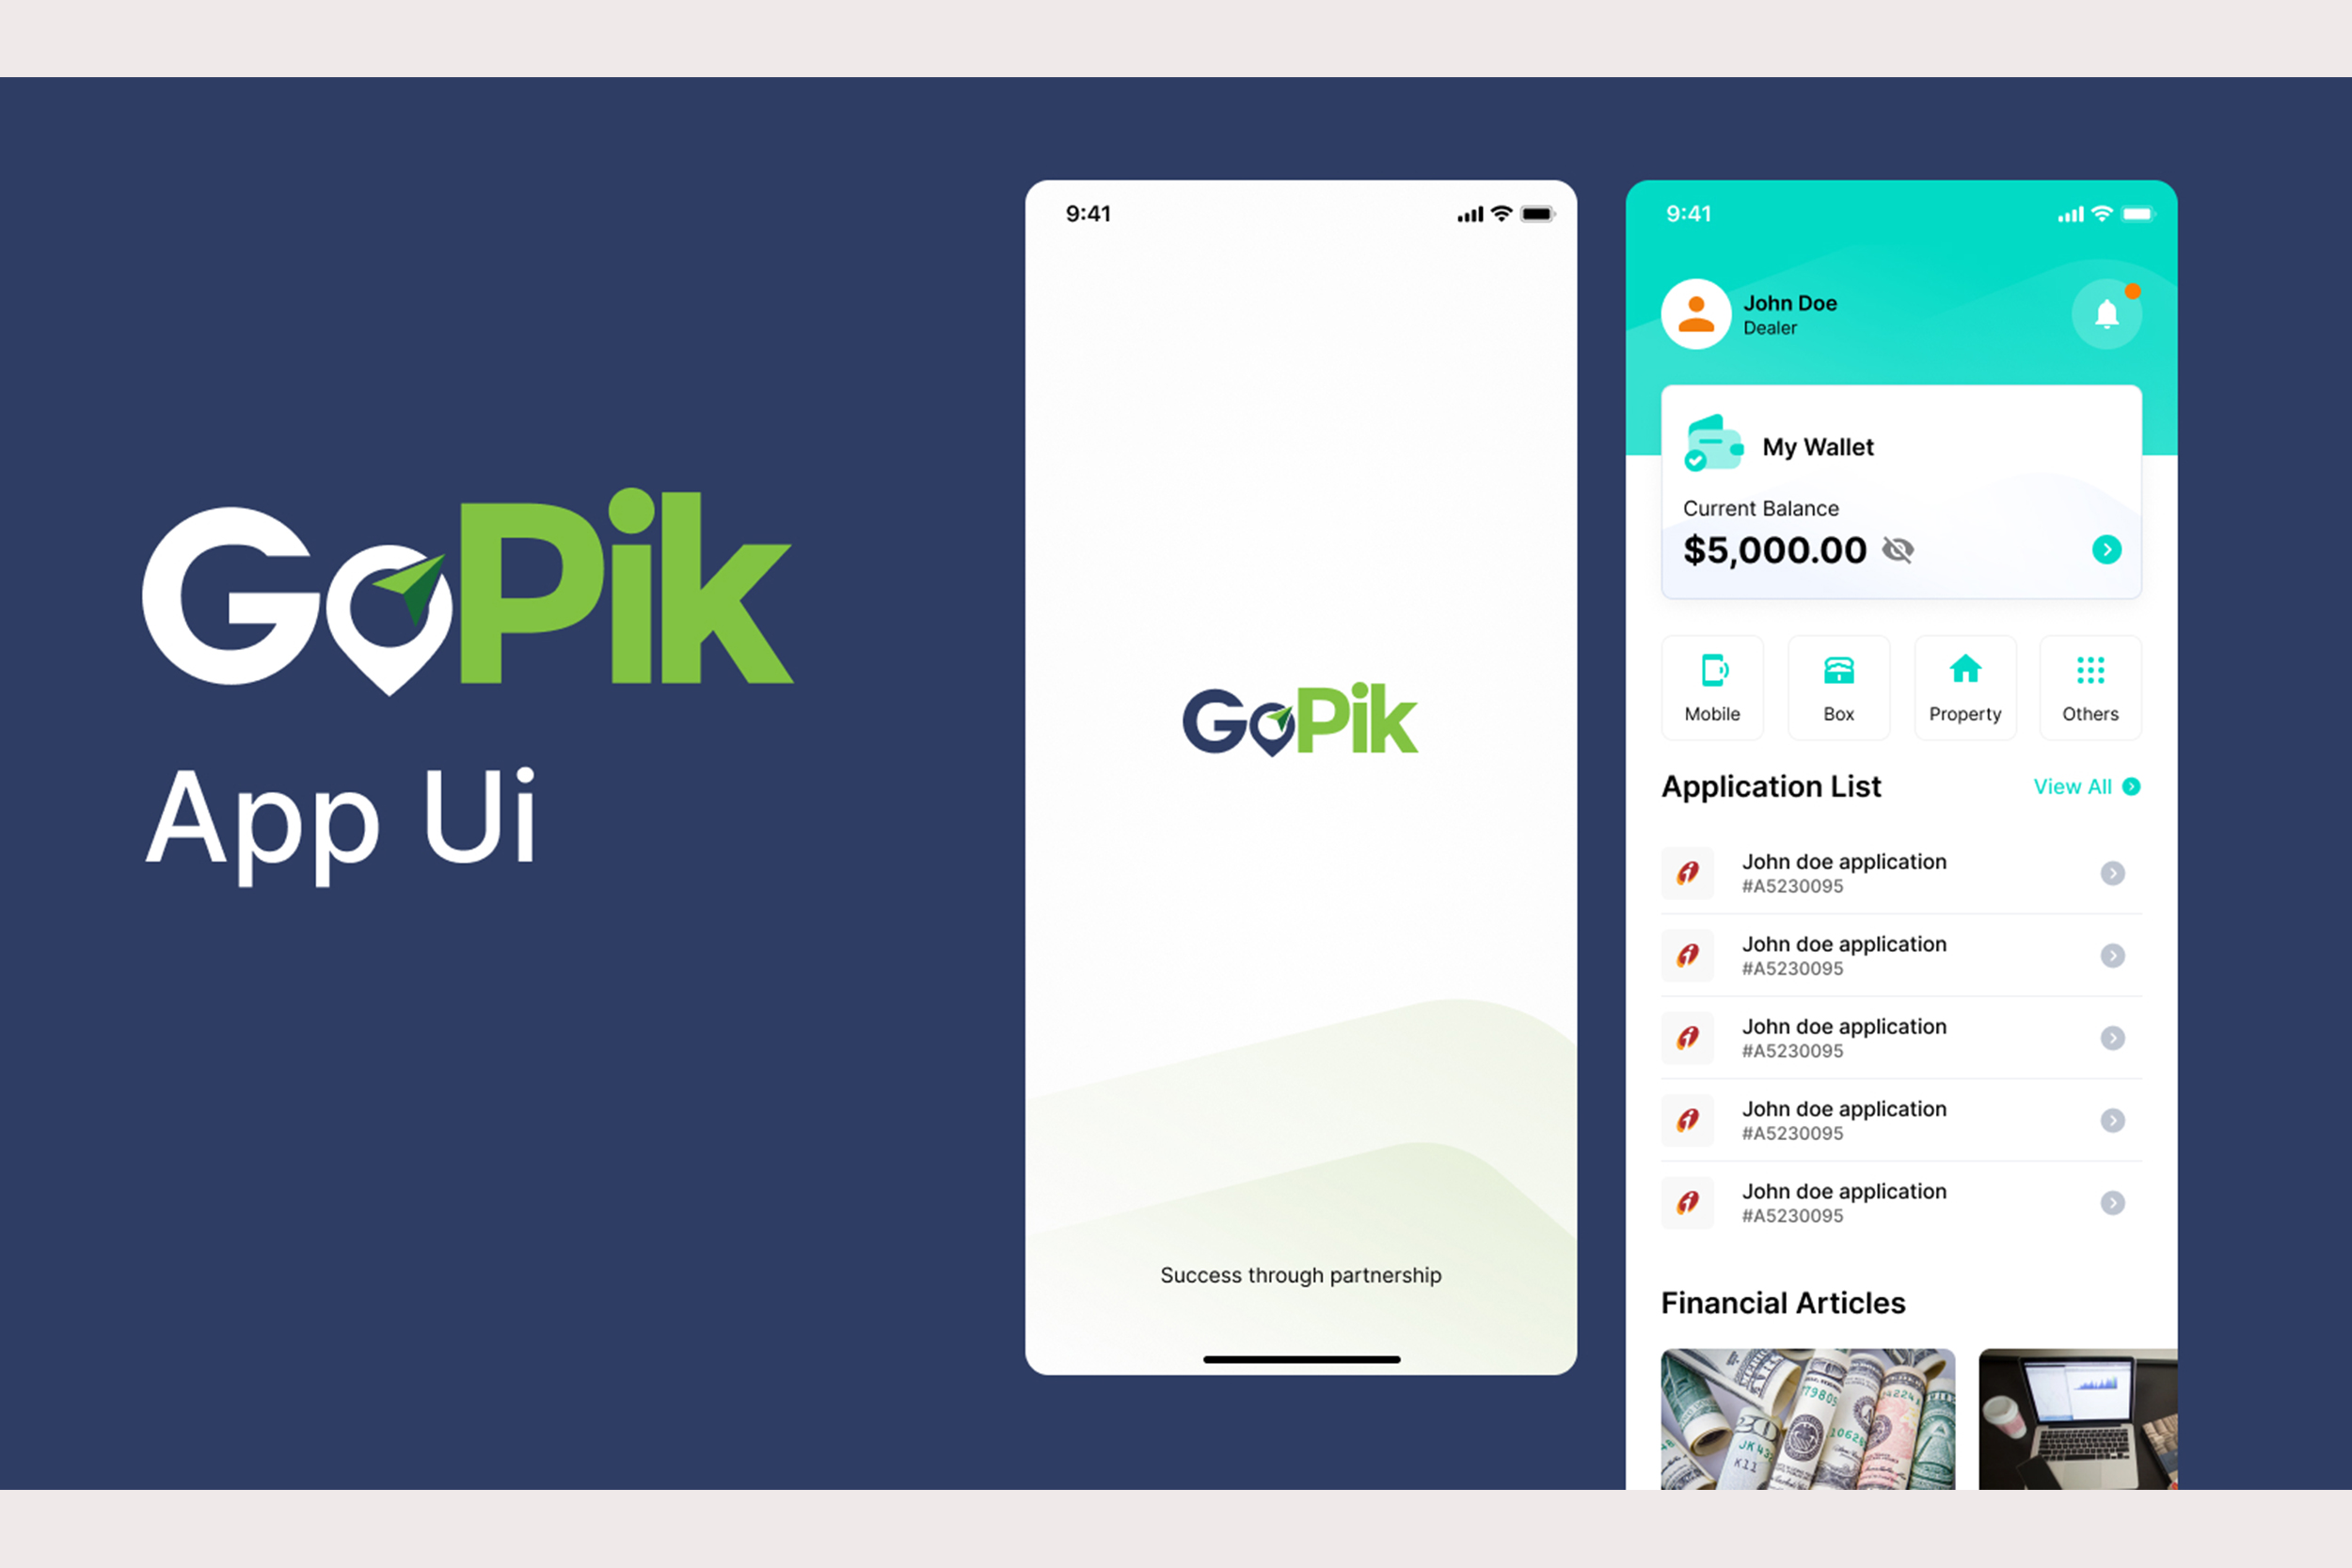 GoPik
App Ui
9:41
GoPik
Success through partnership
9:41
John Doe
Dealer
My Wallet
Current Balance
$5,000.00
Mobile
Box
Property
Others
Application List
View All
John doe application
#A5230095
John doe application
#A5230095
John doe application
#A5230095
John doe application
#A5230095
John doe application
#A5230095
Financial Articles